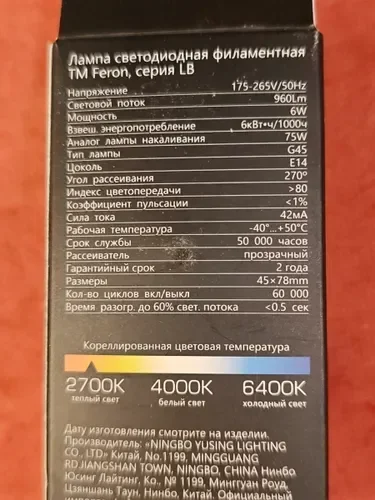 Лампа светодиодная филаментная
TM Feron, серия LB
Напряжение 175-265V/50Hz
Световой поток 960Lm
Мощность 6W
Взвеш. энергопотребление 6кВт•ч/1000ч
Аналог лампы накаливания 75W
Тип лампы G45
Цоколь E14
Угол рассеивания 270°
Индекс цветопередачи >80
Коэффициент пульсации <1%
Сила тока 42мА
Рабочая температура -40°...+50°C
Срок службы 50 000 часов
Рассеиватель прозрачный
Гарантийный срок 2 года
Размеры 45×78mm
Кол-во циклов вкл/выкл 60 000
Время разогр. до 60% свет. потока <0.5 сек
Кореллированная цветовая температура
2700K 4000K 6400K
теплый свет белый свет холодный свет
Дату изготовления смотрите на изделии.
Производитель: «NINGBO YUSING LIGHTING
CO., LTD» Китай, No.1199, MINGGUANG
RD.JIANGSHAN TOWN, NINGBO, CHINA Нинбо
Юсинг Лайтинг, Ко., № 1199, Мингуан Роуд,
Цзяншань Таун, Нинбо, Китай. Официальный